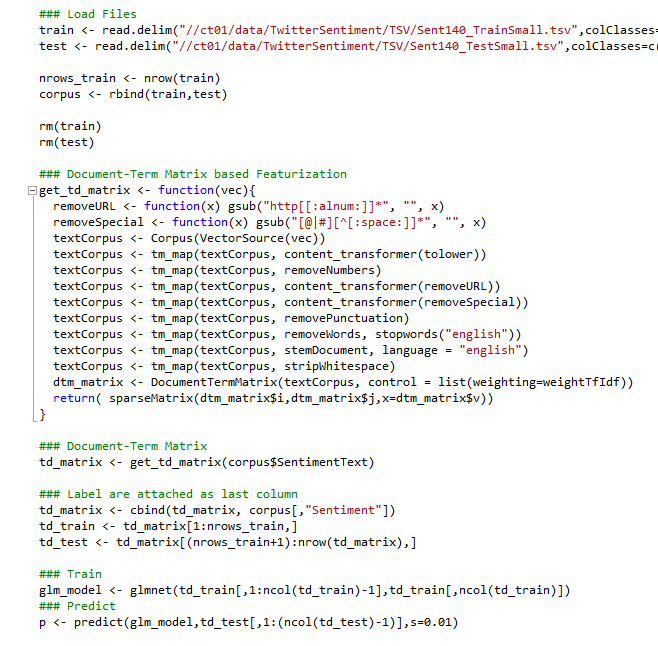 ### Load Files
train <- read.delim("//ct01/data/TwitterSentiment/TSV/Sent140_TrainSmall.tsv",colClasses=
test <- read.delim("//ct01/data/TwitterSentiment/TSV/Sent140_TestSmall.tsv",colClasses=c(
nrows_train <- nrow(train)
corpus <- rbind(train,test)
rm(train)
rm(test)
### Document-Term Matrix based Featurization
get_td_matrix <- function(vec){
removeURL <- function(x) gsub("http[[:alnum:]]*", "", x)
removeSpecial <- function(x) gsub("[@|#][^[:space:]]*", "", x)
textCorpus <- Corpus(VectorSource(vec))
textCorpus <- tm_map(textCorpus, content_transformer(tolower))
textCorpus <- tm_map(textCorpus, removeNumbers)
textCorpus <- tm_map(textCorpus, content_transformer(removeURL))
textCorpus <- tm_map(textCorpus, content_transformer(removeSpecial))
textCorpus <- tm_map(textCorpus, removePunctuation)
textCorpus <- tm_map(textCorpus, removeWords, stopwords("english"))
textCorpus <- tm_map(textCorpus, stemDocument, language = "english")
textCorpus <- tm_map(textCorpus, stripWhitespace)
dtm_matrix <- DocumentTermMatrix(textCorpus, control = list(weighting=weightTfIdf))
return( sparseMatrix(dtm_matrix$i,dtm_matrix$j,x=dtm_matrix$v))
}
### Document-Term Matrix
td_matrix <- get_td_matrix(corpus$SentimentText)
### Label are attached as last column
td_matrix <- cbind(td_matrix, corpus[,"Sentiment"])
td_train <- td_matrix[1:nrows_train,]
td_test <- td_matrix[(nrows_train+1):nrow(td_matrix),]
### Train
glm_model <- glmnet(td_train[,1:ncol(td_train)-1],td_train[,ncol(td_train)])
### Predict
p <- predict(glm_model,td_test[,1:(ncol(td_test)-1)],s=0.01)